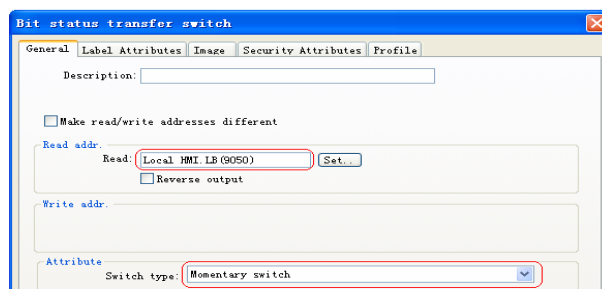 Bit status transfer switch
General Label Attributes Image Security Attributes Profile
Description:
Make read/write addresses different
Read addr.
Read: Local HMI.LB(9050) Set..
Reverse output
Write addr.
Attribute
Switch type: Momentary switch